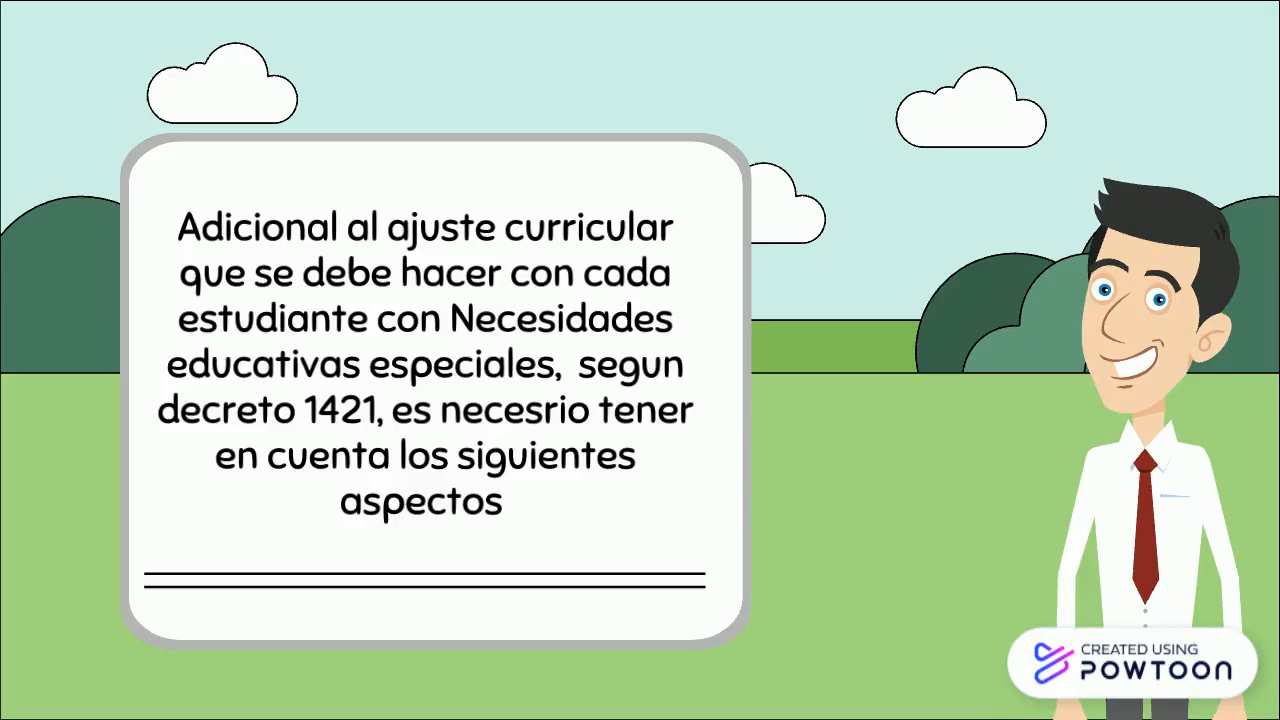 Adicional al ajuste curricular
que se debe hacer con cada
estudiante con Necesidades
educativas especiales,  segun
decreto 1421, es necesrio tener
en cuenta los siguientes
aspectos
CREATED USING
POWTOON